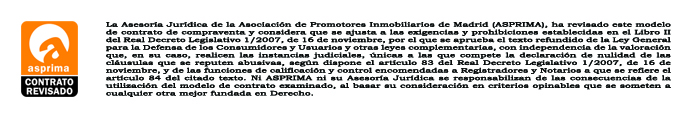 asprima
CONTRATO
REVISADO
La Asesoría Jurídica de la Asociación de Promotores Inmobiliarios de Madrid (ASPRIMA), ha revisado este modelo
de contrato de compraventa y considera que se ajusta a las exigencias y prohibiciones establecidas en el Libro II
del Real Decreto Legislativo 1/2007, de 16 de noviembre, por el que se aprueba el texto refundido de la Ley General
para la Defensa de los Consumidores y Usuarios y otras leyes complementarias, con independencia de la valoración
que, en su caso, realicen las instancias judiciales, únicas a las que compete la declaración de nulidad de las
cláusulas que se reputen abusivas, según dispone el artículo 83 del Real Decreto Legislativo 1/2007, de 16 de
noviembre, y de las funciones de calificación y control encomendadas a Registradores y Notarios a que se refiere el
artículo 84 del citado texto. Ni ASPRIMA ni su Asesoría Jurídica se responsabilizan de las consecuencias de la
utilización del modelo de contrato examinado, al basar su consideración en criterios opinables que se someten a
cualquier otra mejor fundada en Derecho.